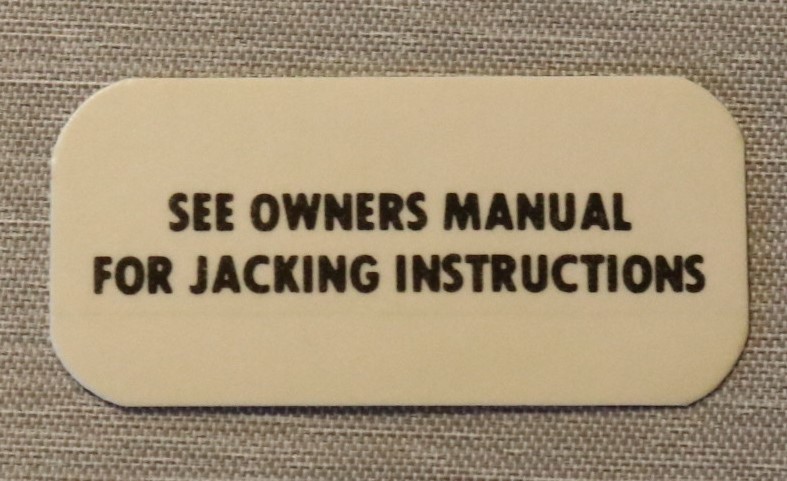 SEE OWNERS MANUAL
FOR JACKING INSTRUCTIONS